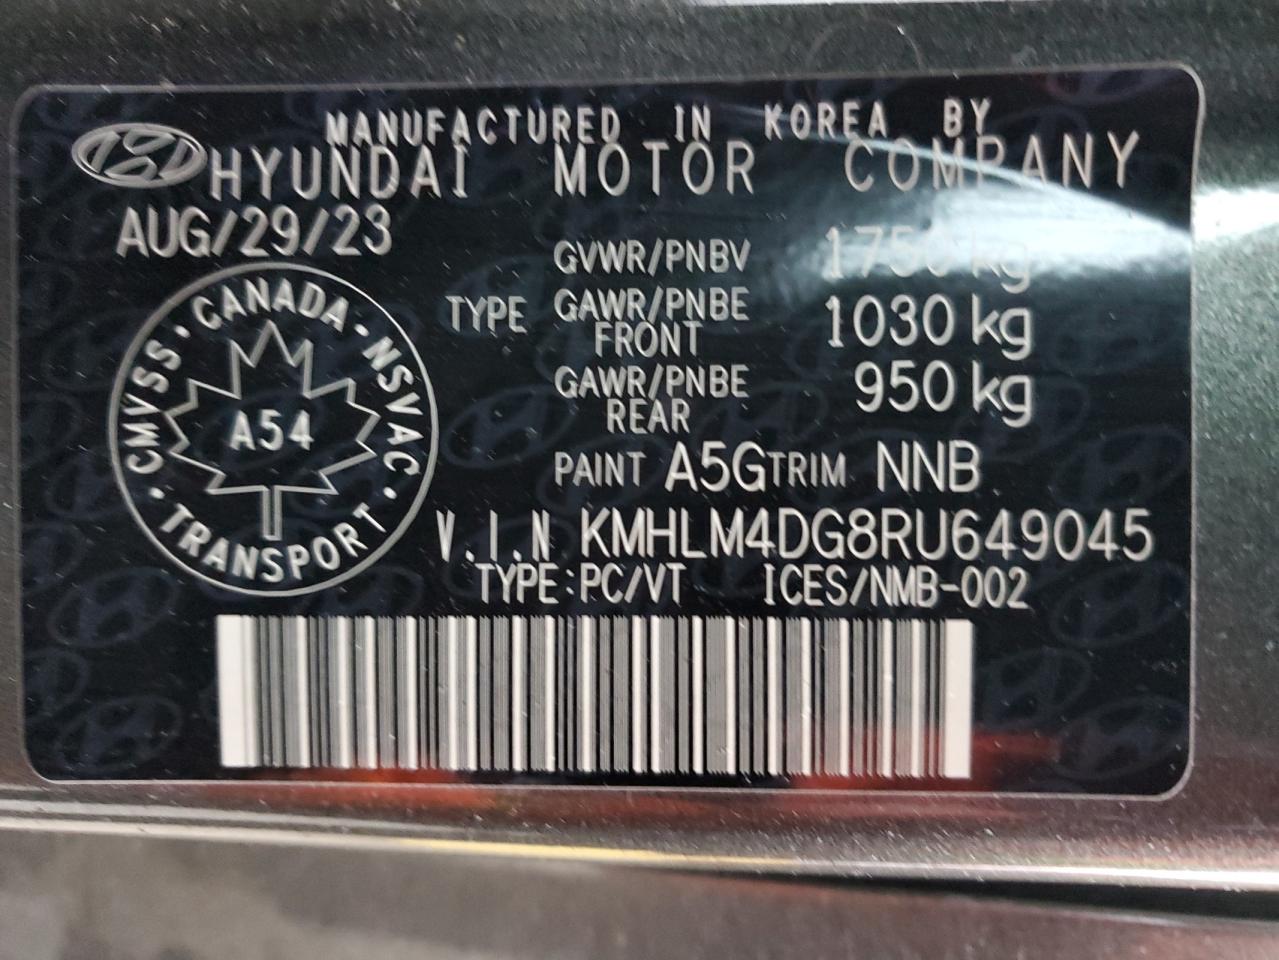 MANUFACTURED IN KOREA BY
HYUNDAI MOTOR COMPANY
AUG/29/23
GVWR/PNBV 1750 kg
TYPE GAWR/PNBE FRONT 1030 kg
GAWR/PNBE REAR 950 kg
PAINT A5G TRIM NNB
V.I.N KMHLM4DG8RU649045
TYPE:PC/VT ICES/NMB-002
CANADA · NSVAC · TRANSPORT · CMVSS ·
A54